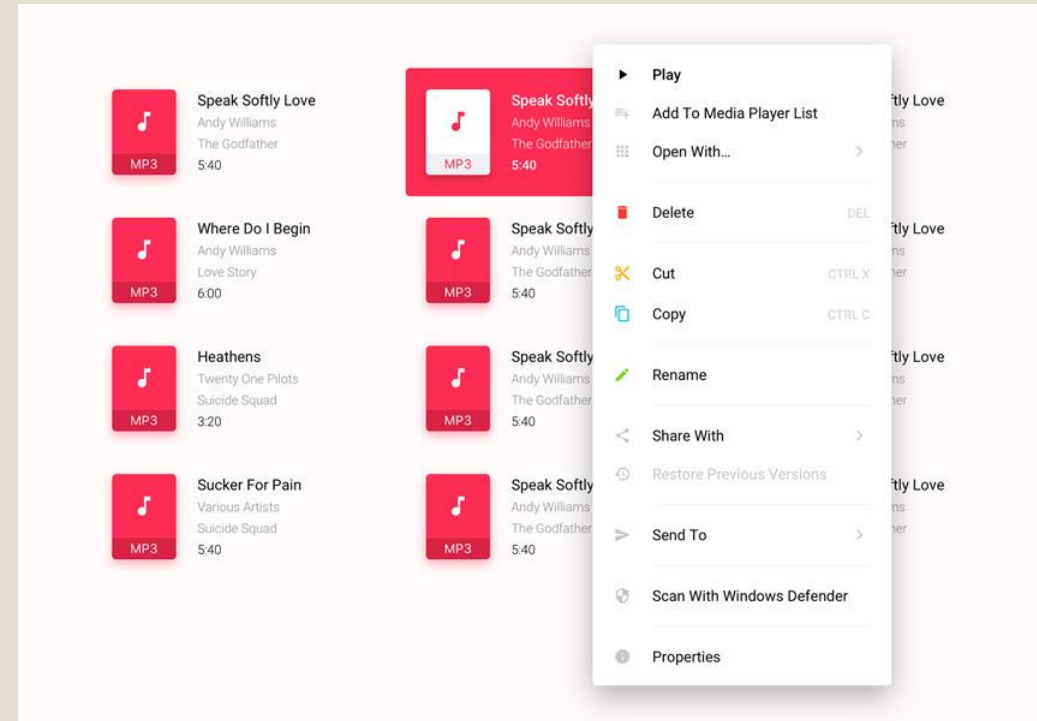 Speak Softly Love
Andy Williams
The Godfather
5:40
MP3
Where Do I Begin
Andy Williams
Love Story
6:00
MP3
Heathens
Twenty One Pilots
Suicide Squad
3:20
MP3
Sucker For Pain
Various Artists
Suicide Squad
5:40
MP3
Speak Softly
Andy Williams
The Godfather
5:40
MP3
Speak Softly
Andy Williams
The Godfather
5:40
MP3
Speak Softly
Andy Williams
The Godfather
5:40
MP3
Speak Softly
Andy Williams
The Godfather
5:40
MP3
Play
Add To Media Player List
Open With...
Delete DEL
Cut CTRL X
Copy CTRL C
Rename
Share With
Restore Previous Versions
Send To
Scan With Windows Defender
Properties
Love
Love
Love
Love